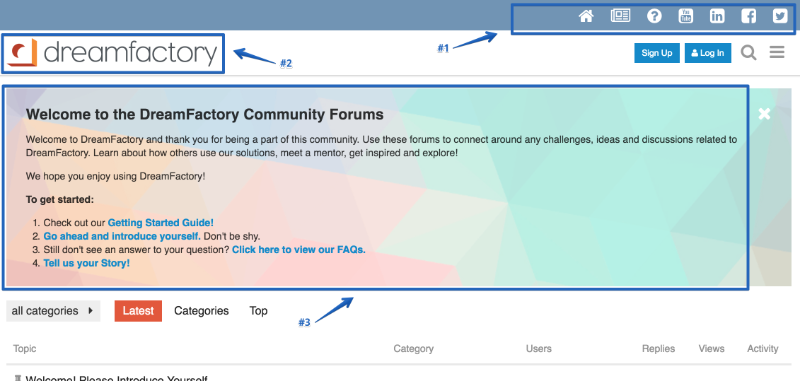 #1
You Tube
in
f
dreamfactory
#2
Sign Up
Log In
Welcome to the DreamFactory Community Forums
Welcome to DreamFactory and thank you for being a part of this community. Use these forums to connect around any challenges, ideas and discussions related to
DreamFactory. Learn about how others use our solutions, meet a mentor, get inspired and explore!
We hope you enjoy using DreamFactory!
To get started:
1. Check out our Getting Started Guide!
2. Go ahead and introduce yourself. Don't be shy.
3. Still don't see an answer to your question? Click here to view our FAQs.
4. Tell us your Story!
all categories
Latest
Categories
Top
#3
Topic
Category
Users
Replies
Views
Activity
Welcome! Please Introduce Yourself